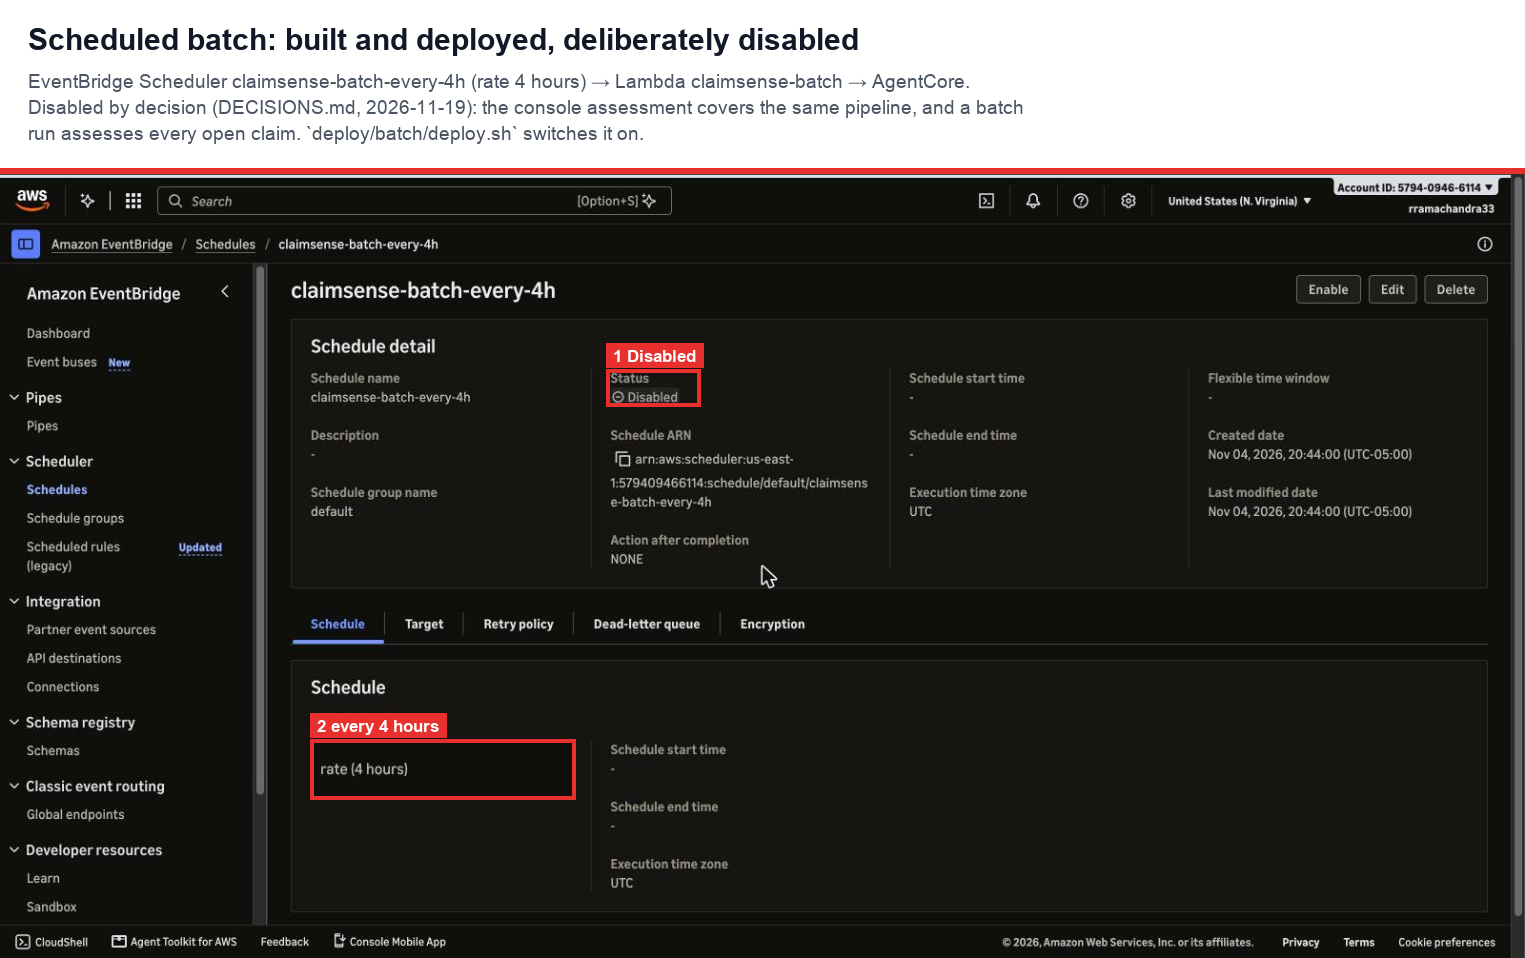 Scheduled batch: built and deployed, deliberately disabled
EventBridge Scheduler claimsense-batch-every-4h (rate 4 hours) → Lambda claimsense-batch → AgentCore.
Disabled by decision (DECISIONS.md, 2026-11-19): the console assessment covers the same pipeline, and a batch
run assesses every open claim. `deploy/batch/deploy.sh` switches it on.
aws
Search
[Option+S]
United States (N. Virginia) ▼
Account ID: 5794-0946-6114 ▼
rramachandra33
Amazon EventBridge / Schedules / claimsense-batch-every-4h
Amazon EventBridge
Dashboard
Event buses New
Pipes
Pipes
Scheduler
Schedules
Schedule groups
Scheduled rules Updated
(legacy)
Integration
Partner event sources
API destinations
Connections
Schema registry
Schemas
Classic event routing
Global endpoints
Developer resources
Learn
Sandbox
claimsense-batch-every-4h
Enable
Edit
Delete
Schedule detail
Schedule name
claimsense-batch-every-4h
Description
-
Schedule group name
default
1 Disabled
Status
Disabled
Schedule ARN
arn:aws:scheduler:us-east-
1:579409466114:schedule/default/claimsens
e-batch-every-4h
Action after completion
NONE
Schedule start time
-
Schedule end time
-
Execution time zone
UTC
Flexible time window
-
Created date
Nov 04, 2026, 20:44:00 (UTC-05:00)
Last modified date
Nov 04, 2026, 20:44:00 (UTC-05:00)
Schedule
Target
Retry policy
Dead-letter queue
Encryption
Schedule
2 every 4 hours
rate (4 hours)
Schedule start time
-
Schedule end time
-
Execution time zone
UTC
CloudShell
Agent Toolkit for AWS
Feedback
Console Mobile App
© 2026, Amazon Web Services, Inc. or its affiliates.
Privacy
Terms
Cookie preferences